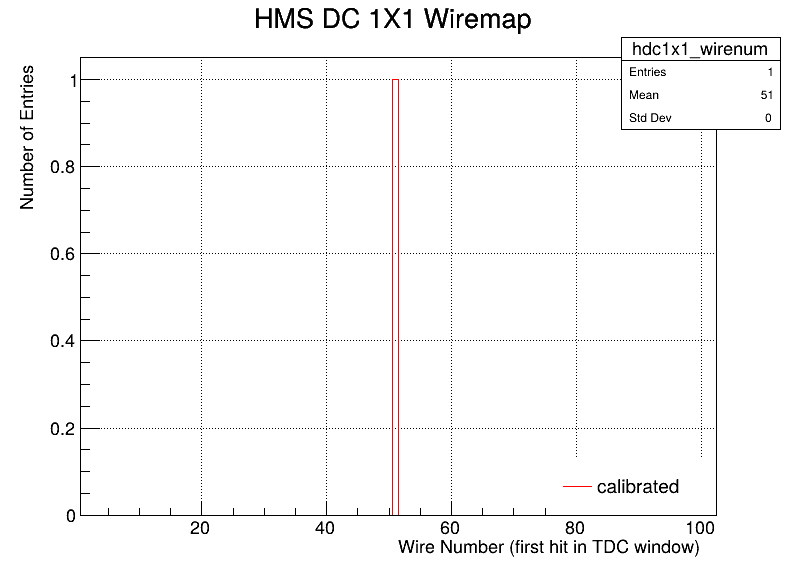 HMS DC 1X1 Wiremap
hdc1x1_wirenum
Entries 1
Mean 51
Std Dev 0
Number of Entries
1
0.8
0.6
0.4
0.2
0
calibrated
20 40 60 80 100
Wire Number (first hit in TDC window)